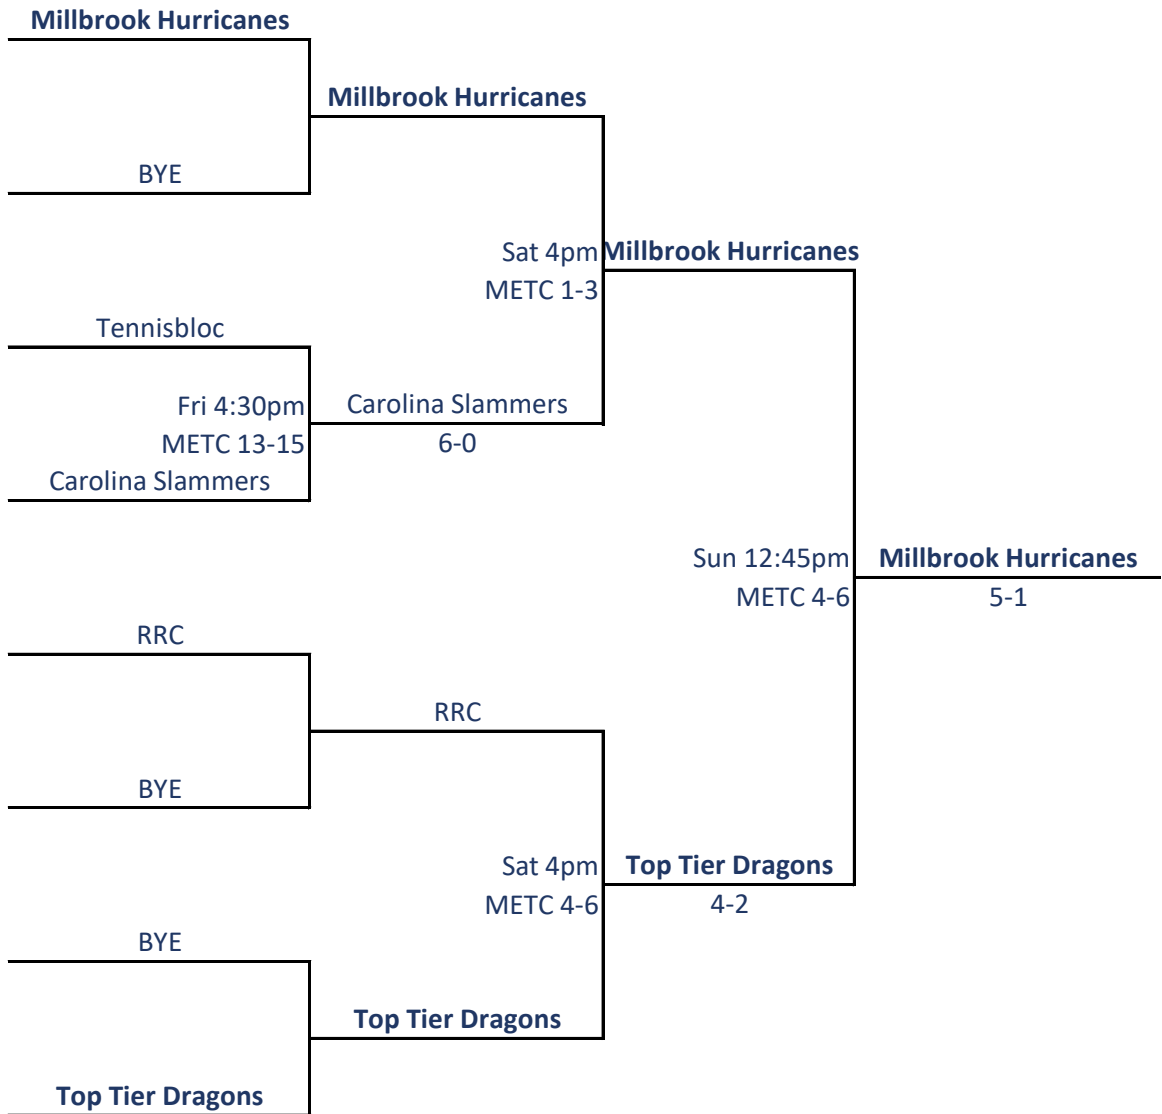 Millbrook Hurricanes
Millbrook Hurricanes
BYE
Sat 4pm
Millbrook Hurricanes
METC 1-3
Tennisbloc
Fri 4:30pm
Carolina Slammers
METC 13-15
6-0
Carolina Slammers
Sun 12:45pm
Millbrook Hurricanes
METC 4-6
5-1
RRC
RRC
BYE
Sat 4pm
Top Tier Dragons
METC 4-6
4-2
BYE
Top Tier Dragons
Top Tier Dragons